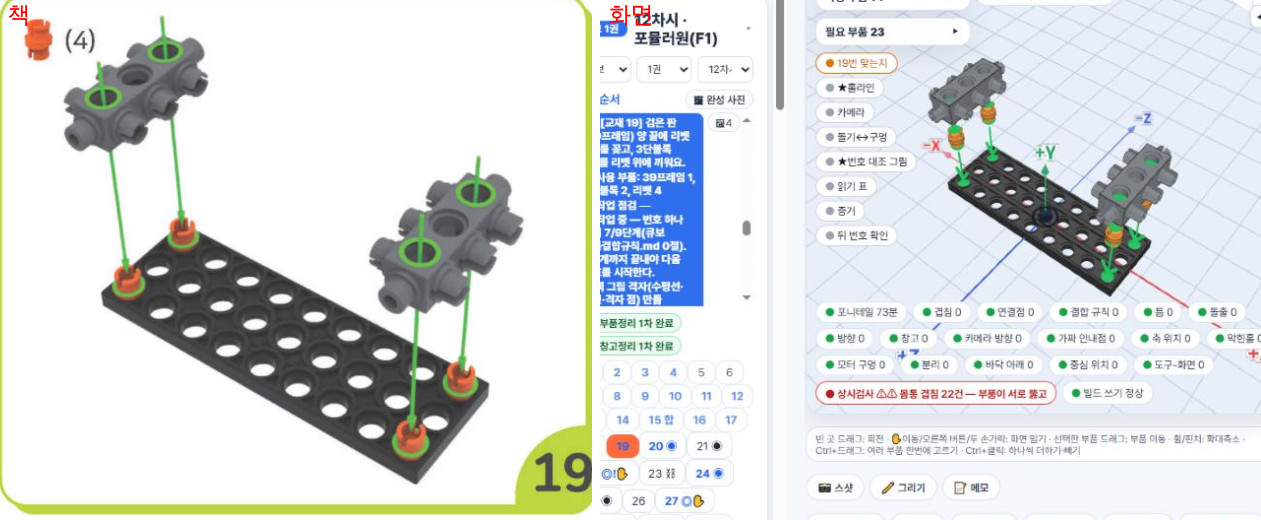 책
(4)
19
화면
1권
12차시 ·
포뮬러원(F1)
1권
12차시
순서
완성 사진
[교재 19] 검은 판
프레임) 양 끝에 리벳
를 꽂고, 3단블록
를 리벳 위에 끼워요.
사용 부품: 39프레임 1,
블록 2, 리벳 4
작업 점검 —
작업 중 — 번호 하나
7/9단계(큐보
결합규칙.md 0절).
계까지 끝내야 다음
를 시작한다.
그림 격자(수평선·
·격자 점) 만듦
4
부품정리 1차 완료
창고정리 1차 완료
2 3 4 5 6
8 9 10 11 12
14 15 합 16 17
19 20 21
23 24
26 27
필요 부품 23
19번 맞는지
★홀라인
카메라
돌기↔구멍
★번호 대조 그림
읽기 표
증거
뒤 번호 확인
-X
+Y
-Z
포니테일 73분 겹침 0 연결점 0 결합 규칙 0 틈 0 돌출 0
방향 0 창고 0 카메라 방향 0 가짜 안내점 0 축 위치 0 막힌홀 0
모터 구멍 0 분리 0 바닥 아래 0 중심 위치 0 도구-화면 0
상시검사 ⚠⚠ 몸통 겹침 22건 — 부품이 서로 뚫고
빌드 쓰기 정상
빈 곳 드래그: 회전 · ✋이동/오른쪽 버튼/두 손가락: 화면 밀기 · 선택한 부품 드래그: 부품 이동 · 휠/핀치: 확대축소 ·
Ctrl+드래그: 여러 부품 한번에 고르기 · Ctrl+클릭: 하나씩 더하기·빼기
스샷 그리기 메모